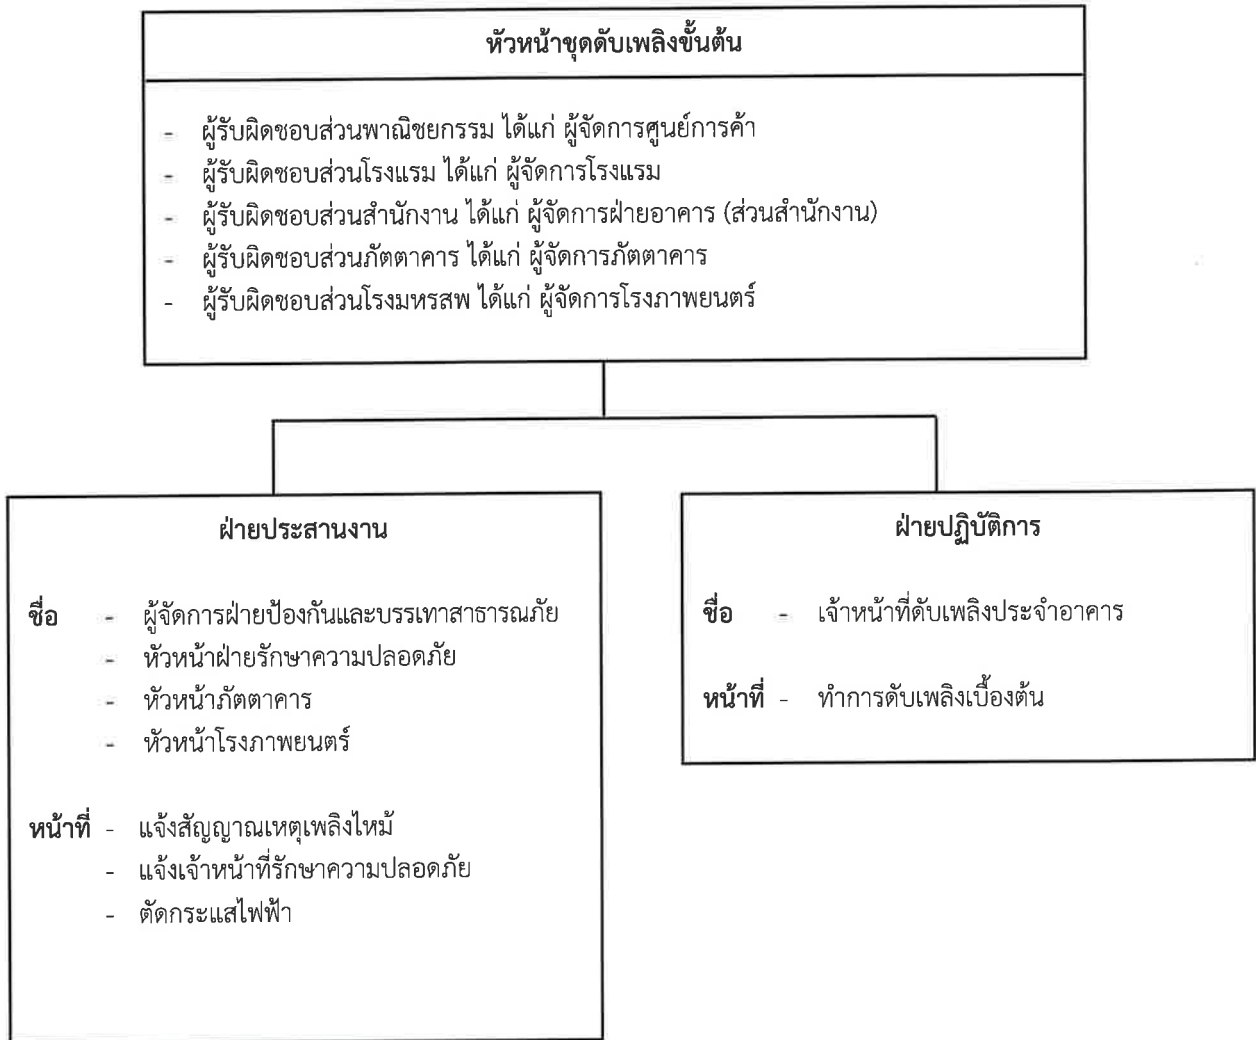 หัวหน้าชุดดับเพลิงขั้นต้น
- ผู้รับผิดชอบส่วนพาณิชยกรรม ได้แก่ ผู้จัดการศูนย์การค้า
- ผู้รับผิดชอบส่วนโรงแรม ได้แก่ ผู้จัดการโรงแรม
- ผู้รับผิดชอบส่วนสำนักงาน ได้แก่ ผู้จัดการฝ่ายอาคาร (ส่วนสำนักงาน)
- ผู้รับผิดชอบส่วนภัตตาคาร ได้แก่ ผู้จัดการภัตตาคาร
- ผู้รับผิดชอบส่วนโรงมหรสพ ได้แก่ ผู้จัดการโรงภาพยนตร์
ฝ่ายประสานงาน
ชื่อ - ผู้จัดการฝ่ายป้องกันและบรรเทาสาธารณภัย
- หัวหน้าฝ่ายรักษาความปลอดภัย
- หัวหน้าภัตตาคาร
- หัวหน้าโรงภาพยนตร์
หน้าที่ - แจ้งสัญญาณเหตุเพลิงไหม้
- แจ้งเจ้าหน้าที่รักษาความปลอดภัย
- ตัดกระแสไฟฟ้า
ฝ่ายปฏิบัติการ
ชื่อ - เจ้าหน้าที่ดับเพลิงประจำอาคาร
หน้าที่ - ทำการดับเพลิงเบื้องต้น